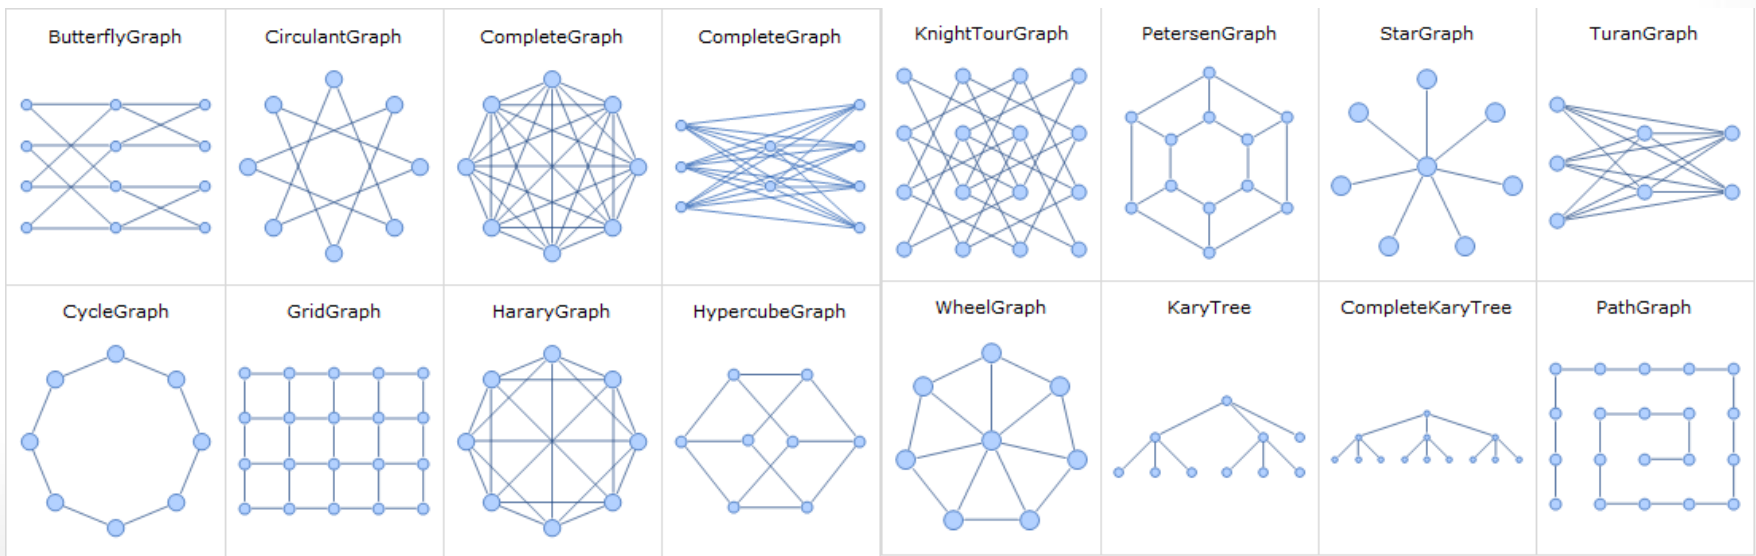 ButterflyGraph
CirculantGraph
CompleteGraph
CompleteGraph
KnightTourGraph
PetersenGraph
StarGraph
TuranGraph
CycleGraph
GridGraph
HararyGraph
HypercubeGraph
WheelGraph
KaryTree
CompleteKaryTree
PathGraph